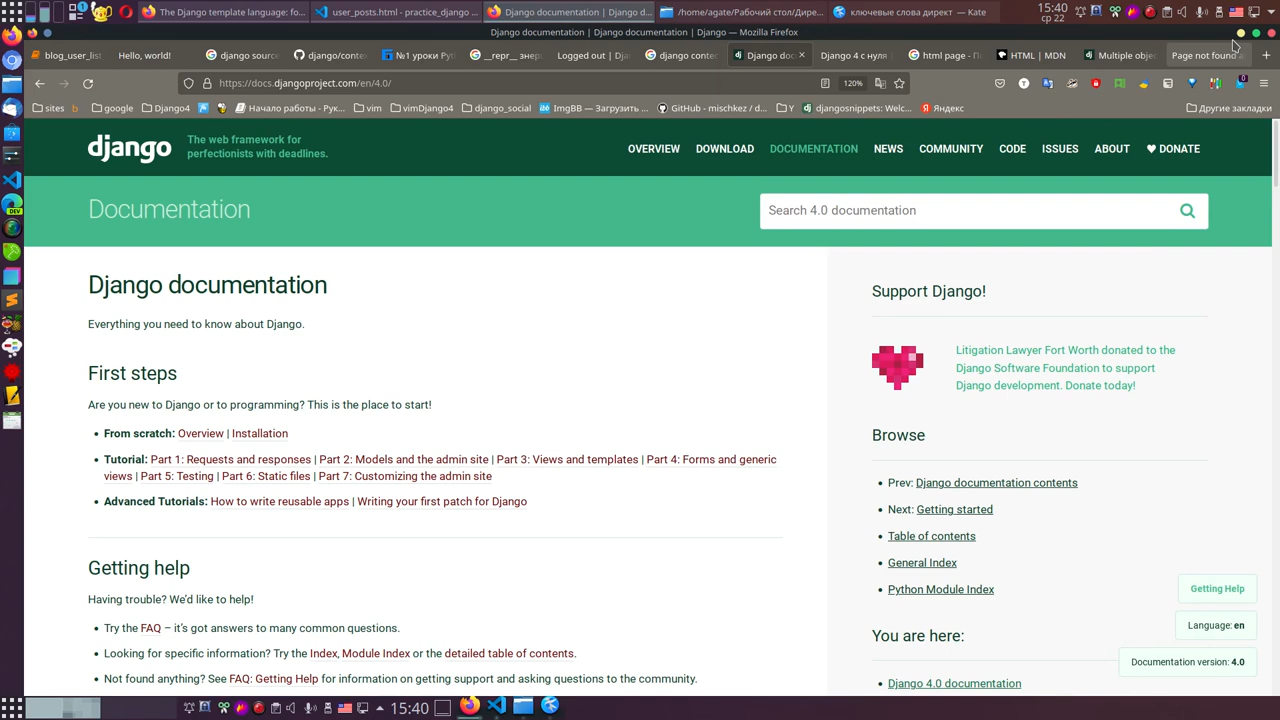 The Django template language: fo...
user_posts.html - practice_django ...
Django documentation | Django d...
/home/agate/Рабочий стол/Дире...
ключевые слова директ — Kate
15:40
ср 22
Django documentation | Django documentation | Django — Mozilla Firefox
blog_user_list
Hello, world!
django source
django/conte
№1 уроки Pyt
__repr__ знач
Logged out | D
django contex
Django doc
Django 4 с нуля
html page - П
HTML | MDN
Multiple objec
Page not found a
https://docs.djangoproject.com/en/4.0/
120%
0
sites
b
google
Django4
Начало работы - Рук...
vim
vimDjango4
django_social
ImgBB — Загрузить ...
GitHub - mischkez / d...
Y
djangosnippets: Welc...
Яндекс
Другие закладки
django
The web framework for
perfectionists with deadlines.
OVERVIEW DOWNLOAD DOCUMENTATION NEWS COMMUNITY CODE ISSUES ABOUT ♥ DONATE
Documentation
Search 4.0 documentation
Django documentation
Everything you need to know about Django.
First steps
Are you new to Django or to programming? This is the place to start!
• From scratch: Overview | Installation
• Tutorial: Part 1: Requests and responses | Part 2: Models and the admin site | Part 3: Views and templates | Part 4: Forms and generic
views | Part 5: Testing | Part 6: Static files | Part 7: Customizing the admin site
• Advanced Tutorials: How to write reusable apps | Writing your first patch for Django
Getting help
Having trouble? We'd like to help!
• Try the FAQ – it's got answers to many common questions.
• Looking for specific information? Try the Index, Module Index or the detailed table of contents.
• Not found anything? See FAQ: Getting Help for information on getting support and asking questions to the community.
Support Django!
Litigation Lawyer Fort Worth donated to the
Django Software Foundation to support
Django development. Donate today!
Browse
• Prev: Django documentation contents
• Next: Getting started
• Table of contents
• General Index
• Python Module Index
You are here:
• Django 4.0 documentation
Getting Help
Language: en
Documentation version: 4.0
DEV
15:40